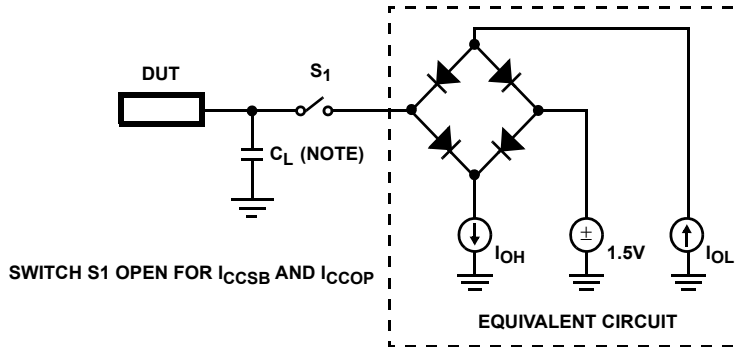 DUT
S1
CL (NOTE)
±
IOH
1.5V
IOL
SWITCH S1 OPEN FOR ICCSB AND ICCOP
EQUIVALENT CIRCUIT